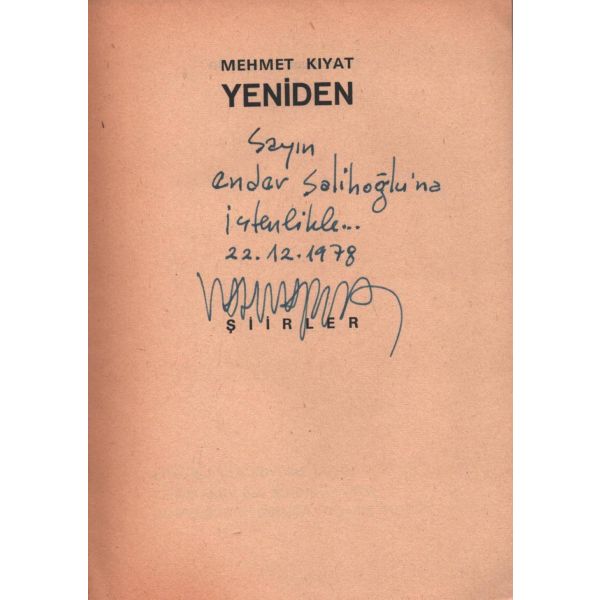 MEHMET KIYAT
YENİDEN
Sayın
ender Salihoğlu'na
içtenlikle...
22.12.1978
ŞİİRLER